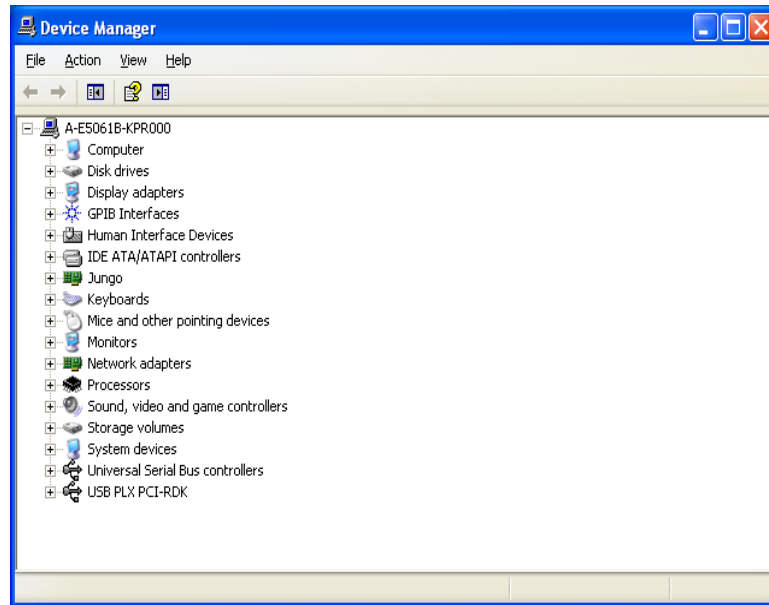 Device Manager
File Action View Help
A-E5061B-KPR000
Computer
Disk drives
Display adapters
GPIB Interfaces
Human Interface Devices
IDE ATA/ATAPI controllers
Jungo
Keyboards
Mice and other pointing devices
Monitors
Network adapters
Processors
Sound, video and game controllers
Storage volumes
System devices
Universal Serial Bus controllers
USB PLX PCI-RDK